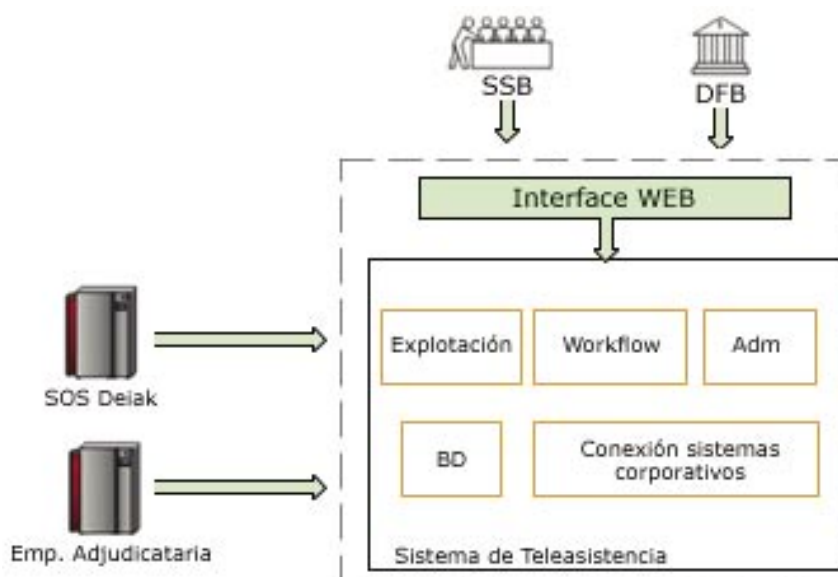 SSB
DFB
Interface WEB
Explotación
Workflow
Adm
SOS Deiak
BD
Conexión sistemas
corporativos
Emp. Adjudicataria
Sistema de Teleasistencia